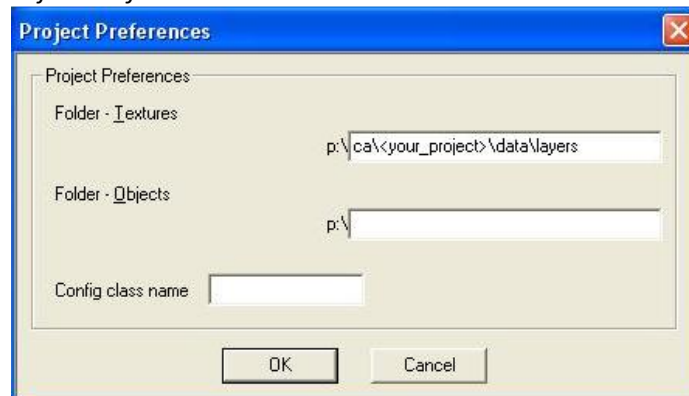 Project Preferences
Project Preferences
Folder - Textures
p:\ca\<your_project>\data\layers
Folder - Objects
p:\
Config class name
OK
Cancel